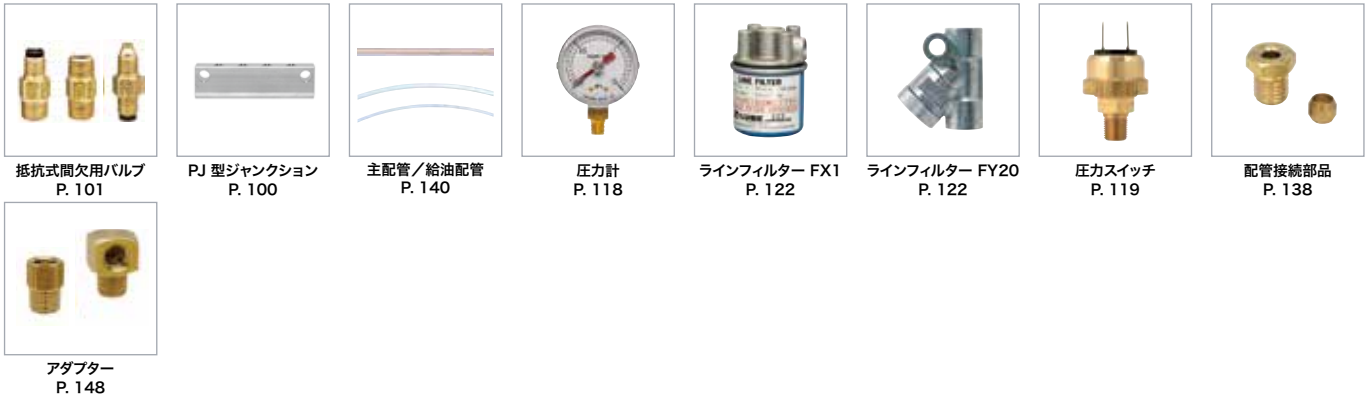 抵抗式間欠用バルブ
P. 101
PJ 型ジャンクション
P. 100
主配管／給油配管
P. 140
圧力計
P. 118
LINE FILTER
LUBE
ラインフィルター FX1
P. 122
ラインフィルター FY20
P. 122
圧力スイッチ
P. 119
配管接続部品
P. 138
アダプター
P. 148